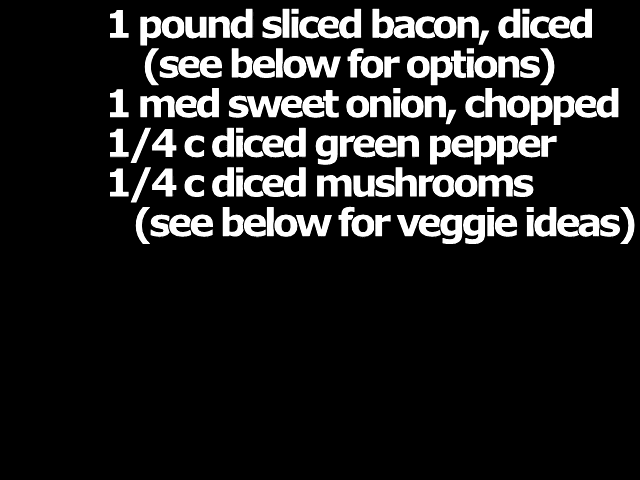 1 pound sliced bacon, diced
(see below for options)
1 med sweet onion, chopped
1/4 c diced green pepper
1/4 c diced mushrooms
(see below for veggie ideas)